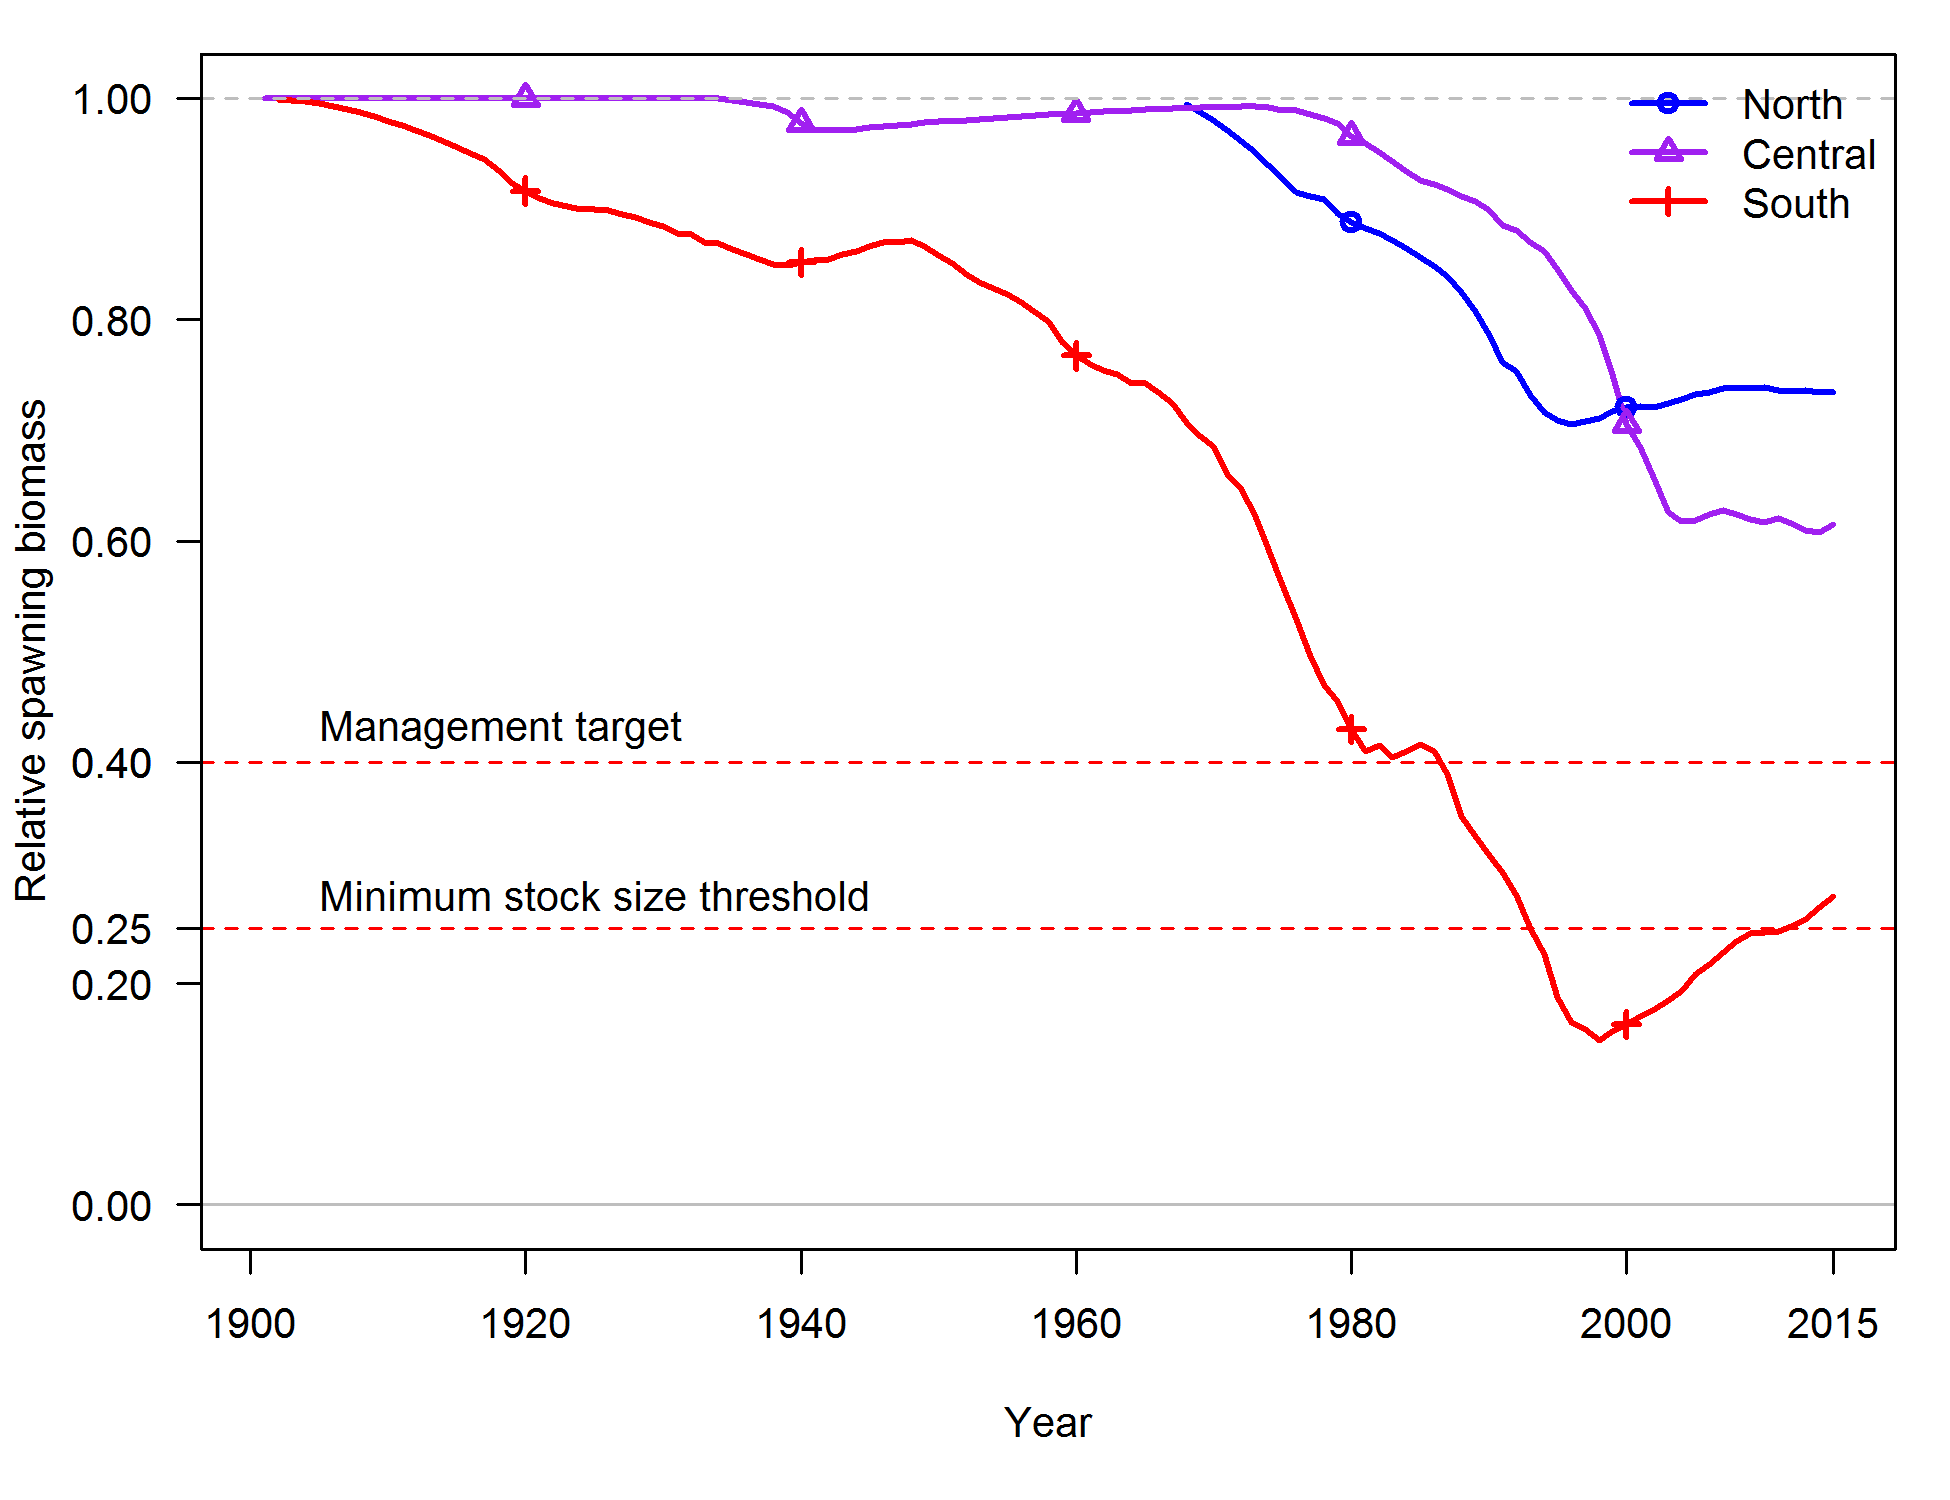 Relative spawning biomass
1.00
0.80
0.60
0.40
0.25
0.20
0.00
North
Central
South
Management target
Minimum stock size threshold
1900 1920 1940 1960 1980 2000 2015
Year